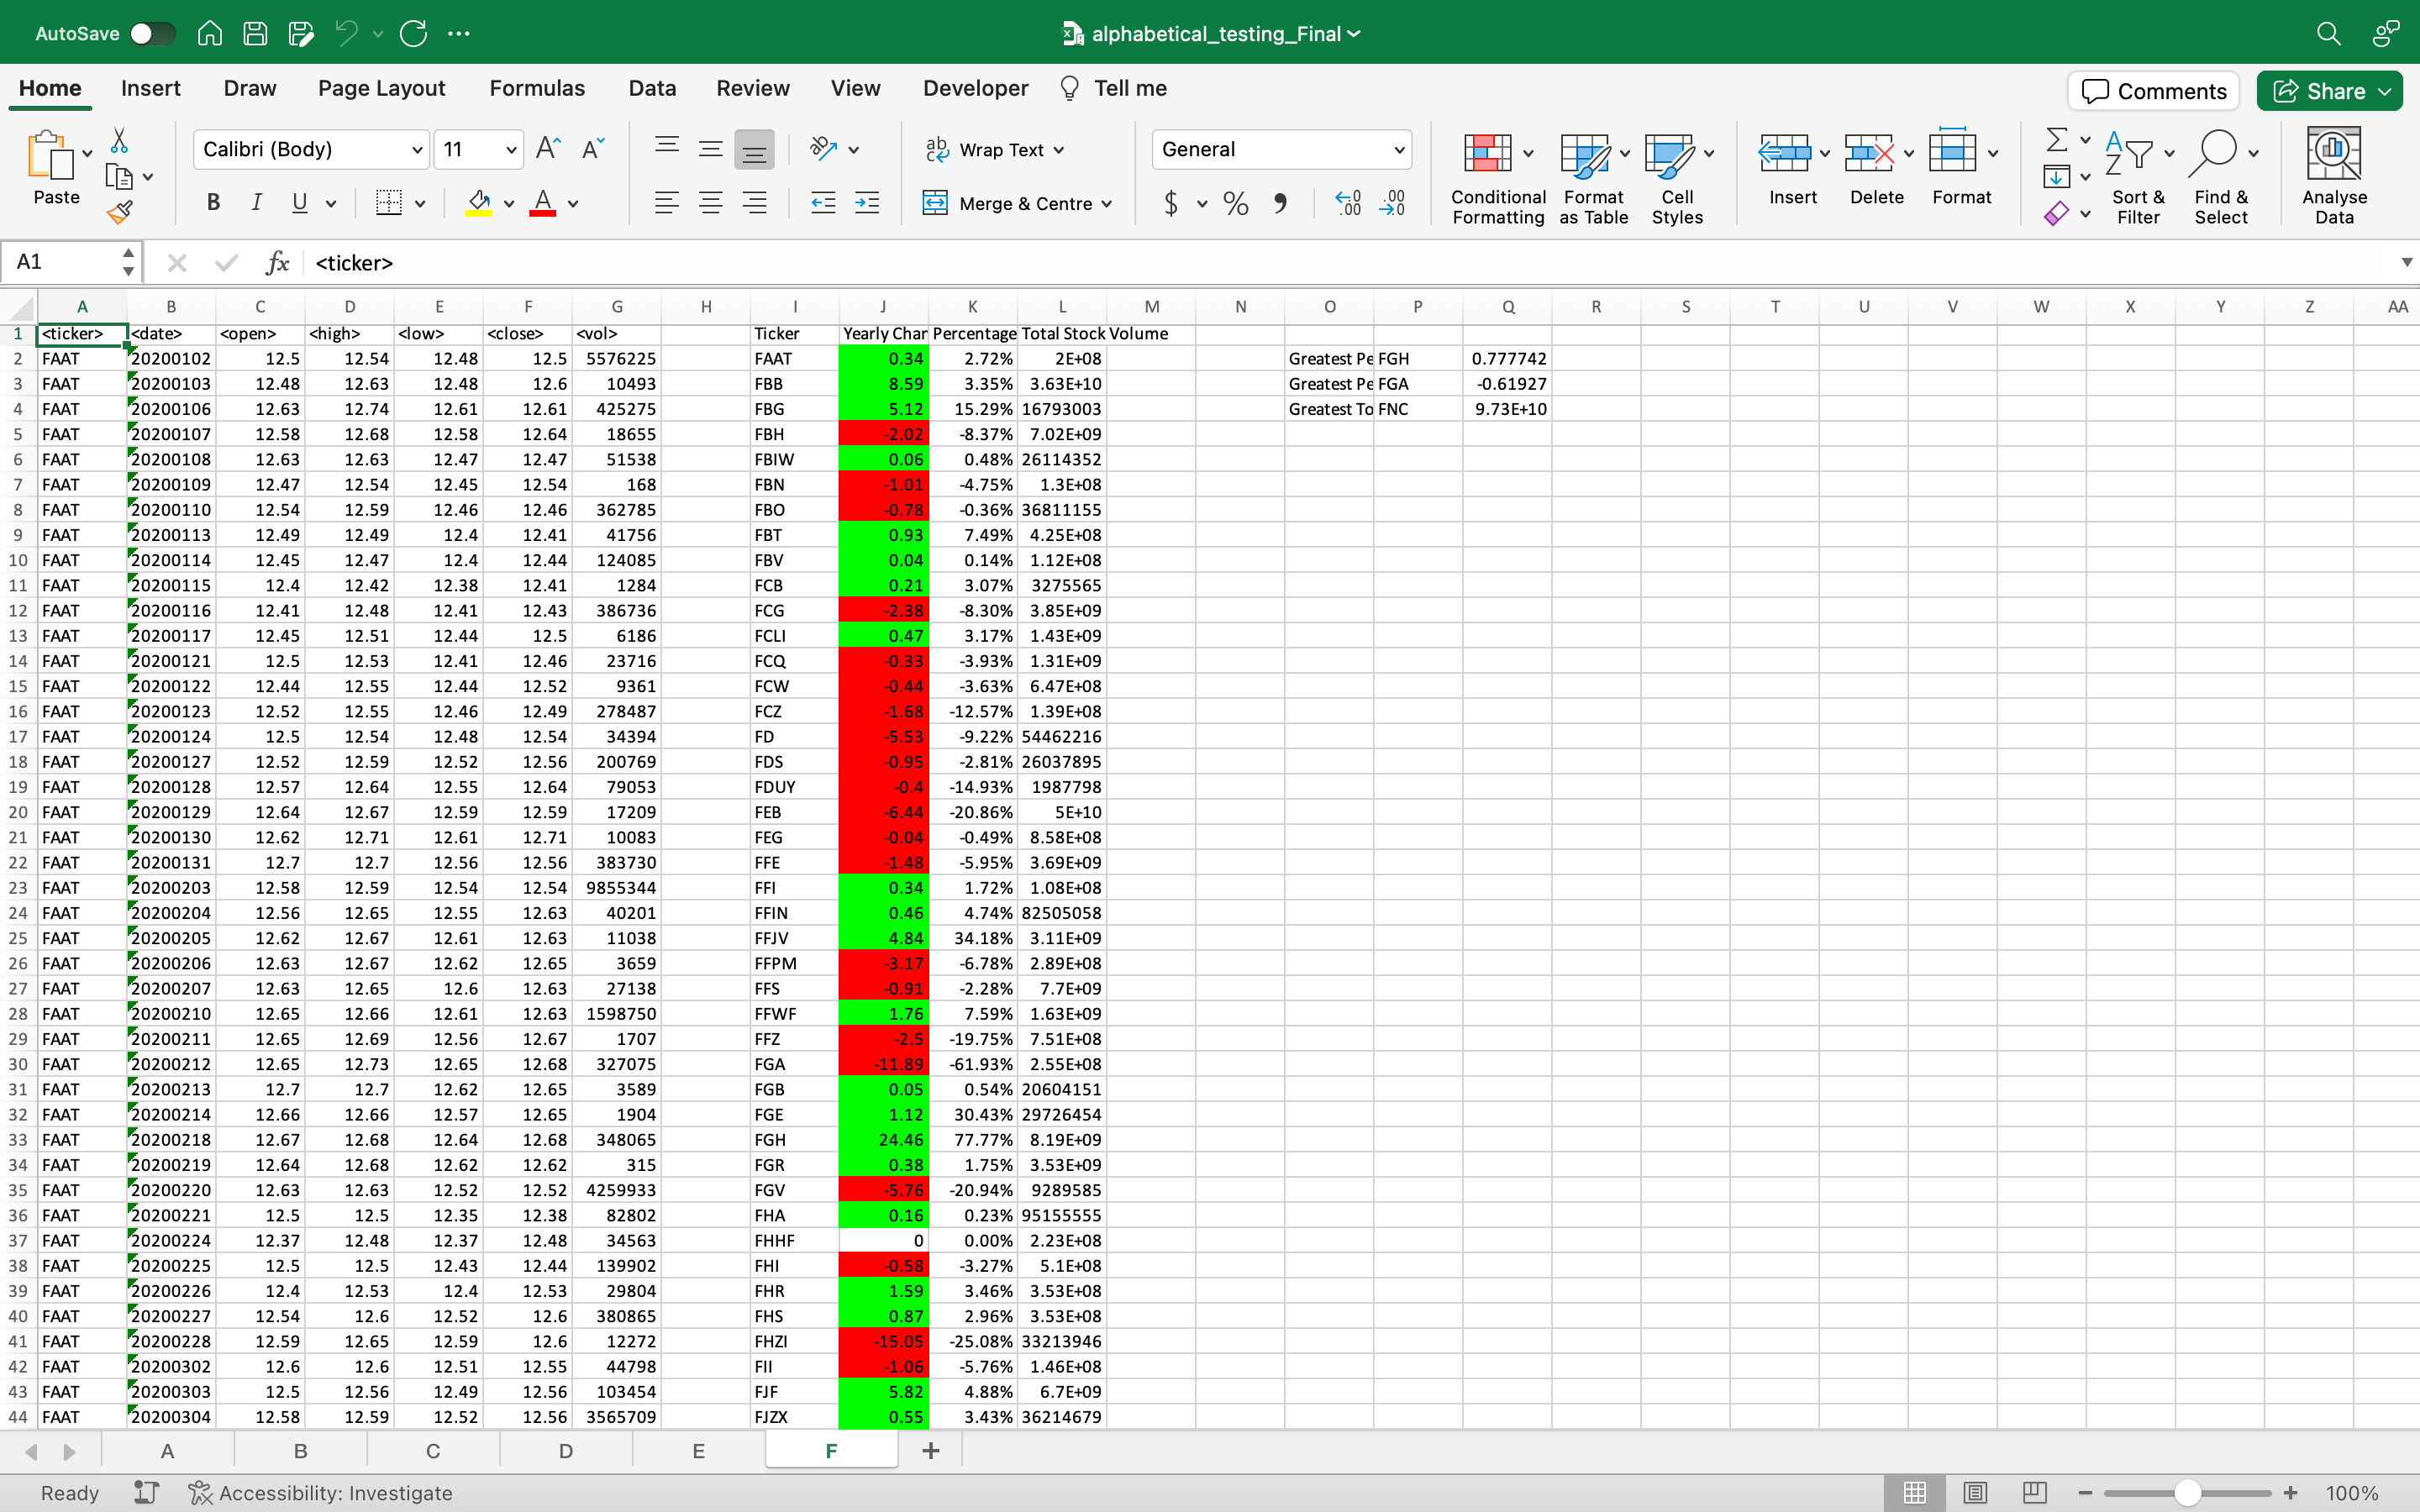 AutoSave alphabetical_testing_Final
Home Insert Draw Page Layout Formulas Data Review View Developer Tell me Comments Share
Calibri (Body) 11 Wrap Text General
Paste B I U Merge & Centre $ % Conditional Formatting Format as Table Cell Styles Insert Delete Format Sort & Filter Find & Select Analyse Data
A1 fx <ticker>
A B C D E F G H I J K L M N O P Q R S T U V W X Y Z AA
1 <ticker> <date> <open> <high> <low> <close> <vol> Ticker Yearly Char Percentage Total Stock Volume
2 FAAT 20200102 12.5 12.54 12.48 12.5 5576225 FAAT 0.34 2.72% 2E+08 Greatest Pe FGH 0.777742
3 FAAT 20200103 12.48 12.63 12.48 12.6 10493 FBB 8.59 3.35% 3.63E+10 Greatest Pe FGA -0.61927
4 FAAT 20200106 12.63 12.74 12.61 12.61 425275 FBG 5.12 15.29% 16793003 Greatest To FNC 9.73E+10
5 FAAT 20200107 12.58 12.68 12.58 12.64 18655 FBH -2.02 -8.37% 7.02E+09
6 FAAT 20200108 12.63 12.63 12.47 12.47 51538 FBIW 0.06 0.48% 26114352
7 FAAT 20200109 12.47 12.54 12.45 12.54 168 FBN -1.01 -4.75% 1.3E+08
8 FAAT 20200110 12.54 12.59 12.46 12.46 362785 FBO -0.78 -0.36% 36811155
9 FAAT 20200113 12.49 12.49 12.4 12.41 41756 FBT 0.93 7.49% 4.25E+08
10 FAAT 20200114 12.45 12.47 12.4 12.44 124085 FBV 0.04 0.14% 1.12E+08
11 FAAT 20200115 12.4 12.42 12.38 12.41 1284 FCB 0.21 3.07% 3275565
12 FAAT 20200116 12.41 12.48 12.41 12.43 386736 FCG -2.38 -8.30% 3.85E+09
13 FAAT 20200117 12.45 12.51 12.44 12.5 6186 FCLI 0.47 3.17% 1.43E+09
14 FAAT 20200121 12.5 12.53 12.41 12.46 23716 FCQ -0.33 -3.93% 1.31E+09
15 FAAT 20200122 12.44 12.55 12.44 12.52 9361 FCW -0.44 -3.63% 6.47E+08
16 FAAT 20200123 12.52 12.55 12.46 12.49 278487 FCZ -1.68 -12.57% 1.39E+08
17 FAAT 20200124 12.5 12.54 12.48 12.54 34394 FD -5.53 -9.22% 54462216
18 FAAT 20200127 12.52 12.59 12.52 12.56 200769 FDS -0.95 -2.81% 26037895
19 FAAT 20200128 12.57 12.64 12.55 12.64 79053 FDUY -0.4 -14.93% 1987798
20 FAAT 20200129 12.64 12.67 12.59 12.59 17209 FEB -6.44 -20.86% 5E+10
21 FAAT 20200130 12.62 12.71 12.61 12.71 10083 FEG -0.04 -0.49% 8.58E+08
22 FAAT 20200131 12.7 12.7 12.56 12.56 383730 FFE -1.48 -5.95% 3.69E+09
23 FAAT 20200203 12.58 12.59 12.54 12.54 9855344 FFI 0.34 1.72% 1.08E+08
24 FAAT 20200204 12.56 12.65 12.55 12.63 40201 FFIN 0.46 4.74% 82505058
25 FAAT 20200205 12.62 12.67 12.61 12.63 11038 FFJV 4.84 34.18% 3.11E+09
26 FAAT 20200206 12.63 12.67 12.62 12.65 3659 FFPM -3.17 -6.78% 2.89E+08
27 FAAT 20200207 12.63 12.65 12.6 12.63 27138 FFS -0.91 -2.28% 7.7E+09
28 FAAT 20200210 12.65 12.66 12.61 12.63 1598750 FFWF 1.76 7.59% 1.63E+09
29 FAAT 20200211 12.65 12.69 12.56 12.67 1707 FFZ -2.5 -19.75% 7.51E+08
30 FAAT 20200212 12.65 12.73 12.65 12.68 327075 FGA -11.89 -61.93% 2.55E+08
31 FAAT 20200213 12.7 12.7 12.62 12.65 3589 FGB 0.05 0.54% 20604151
32 FAAT 20200214 12.66 12.66 12.57 12.65 1904 FGE 1.12 30.43% 29726454
33 FAAT 20200218 12.67 12.68 12.64 12.68 348065 FGH 24.46 77.77% 8.19E+09
34 FAAT 20200219 12.64 12.68 12.62 12.62 315 FGR 0.38 1.75% 3.53E+09
35 FAAT 20200220 12.63 12.63 12.52 12.52 4259933 FGV -5.76 -20.94% 9289585
36 FAAT 20200221 12.5 12.5 12.35 12.38 82802 FHA 0.16 0.23% 95155555
37 FAAT 20200224 12.37 12.48 12.37 12.48 34563 FHHF 0 0.00% 2.23E+08
38 FAAT 20200225 12.5 12.5 12.43 12.44 139902 FHI -0.58 -3.27% 5.1E+08
39 FAAT 20200226 12.4 12.53 12.4 12.53 29804 FHR 1.59 3.46% 3.53E+08
40 FAAT 20200227 12.54 12.6 12.52 12.6 380865 FHS 0.87 2.96% 3.53E+08
41 FAAT 20200228 12.59 12.65 12.59 12.6 12272 FHZI -15.05 -25.08% 33213946
42 FAAT 20200302 12.6 12.6 12.51 12.55 44798 FII -1.06 -5.76% 1.46E+08
43 FAAT 20200303 12.5 12.56 12.49 12.56 103454 FJF 5.82 4.88% 6.7E+09
44 FAAT 20200304 12.58 12.59 12.52 12.56 3565709 FJZX 0.55 3.43% 36214679
A B C D E F +
Ready Accessibility: Investigate 100%